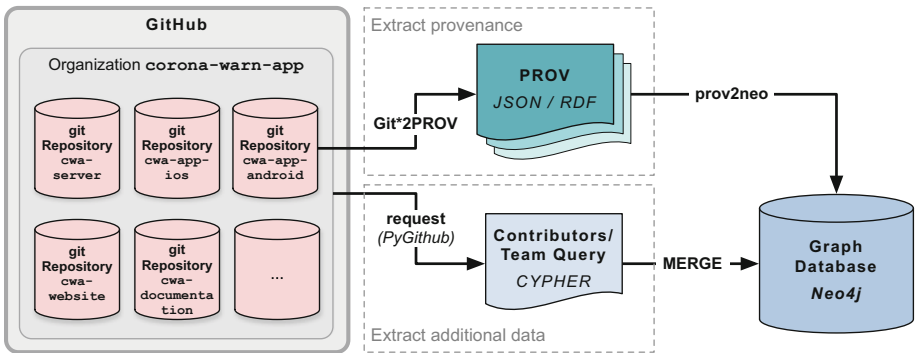 GitHub
Organization corona-warn-app
git
Repository
cwa-
server
git
Repository
cwa-app-
ios
git
Repository
cwa-app-
android
git
Repository
cwa-
website
git
Repository
cwa-
documenta
tion
...
Extract provenance
Git*2PROV
PROV
JSON / RDF
prov2neo
request
(PyGithub)
Contributors/
Team Query
CYPHER
MERGE
Extract additional data
Graph
Database
Neo4j